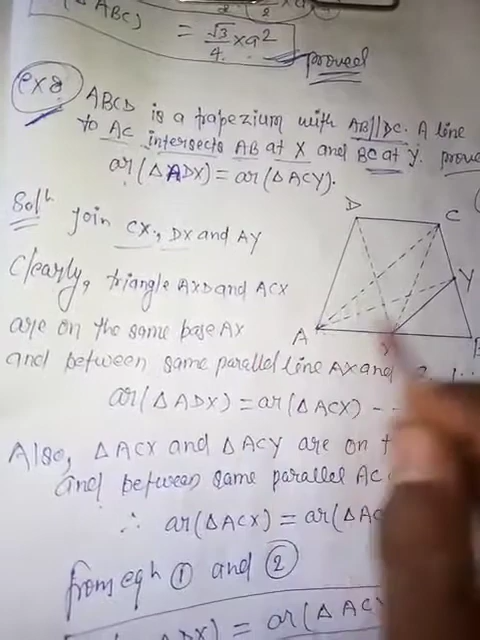 ABC)
= √3/4 × a²
proved
ex 8. ABCD is a trapezium with AB||DC. A line
to AC intersects AB at X and BC at Y. prove
ar(△ADX) = ar(△ACY).
Solⁿ Join CX, DX and AY
Clearly, triangle AXD and ACX
are on the same base AX
and between same parallel line AX and
ar(△ADX) = ar(△ACX) --
Also, △ACX and △ACY are on
and between same parallel AC
∴ ar(△ACX) = ar(△AC
from eqn ① and ②
ADX) = ar(△AC
D
C
Y
A